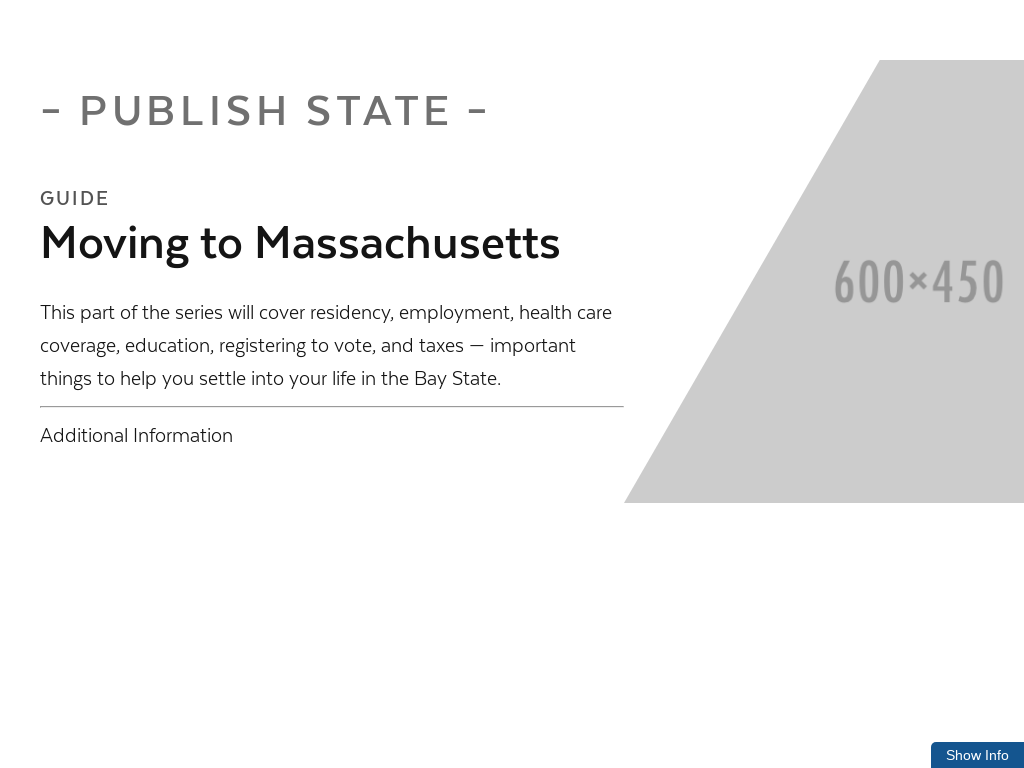 - PUBLISH STATE -
GUIDE
Moving to Massachusetts
This part of the series will cover residency, employment, health care
coverage, education, registering to vote, and taxes — important
things to help you settle into your life in the Bay State.
Additional Information
600×450
Show Info